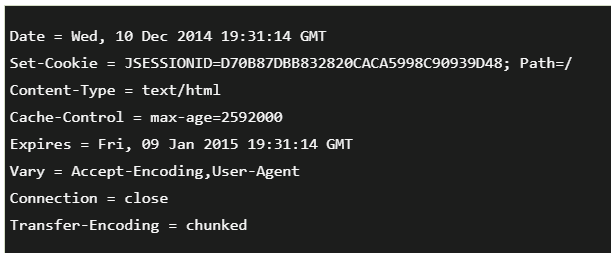 Date = Wed, 10 Dec 2014 19:31:14 GMT
Set-Cookie = JSESSIONID=D70B87DBB832820CACA5998C90939D48; Path=/
Content-Type = text/html
Cache-Control = max-age=2592000
Expires = Fri, 09 Jan 2015 19:31:14 GMT
Vary = Accept-Encoding,User-Agent
Connection = close
Transfer-Encoding = chunked